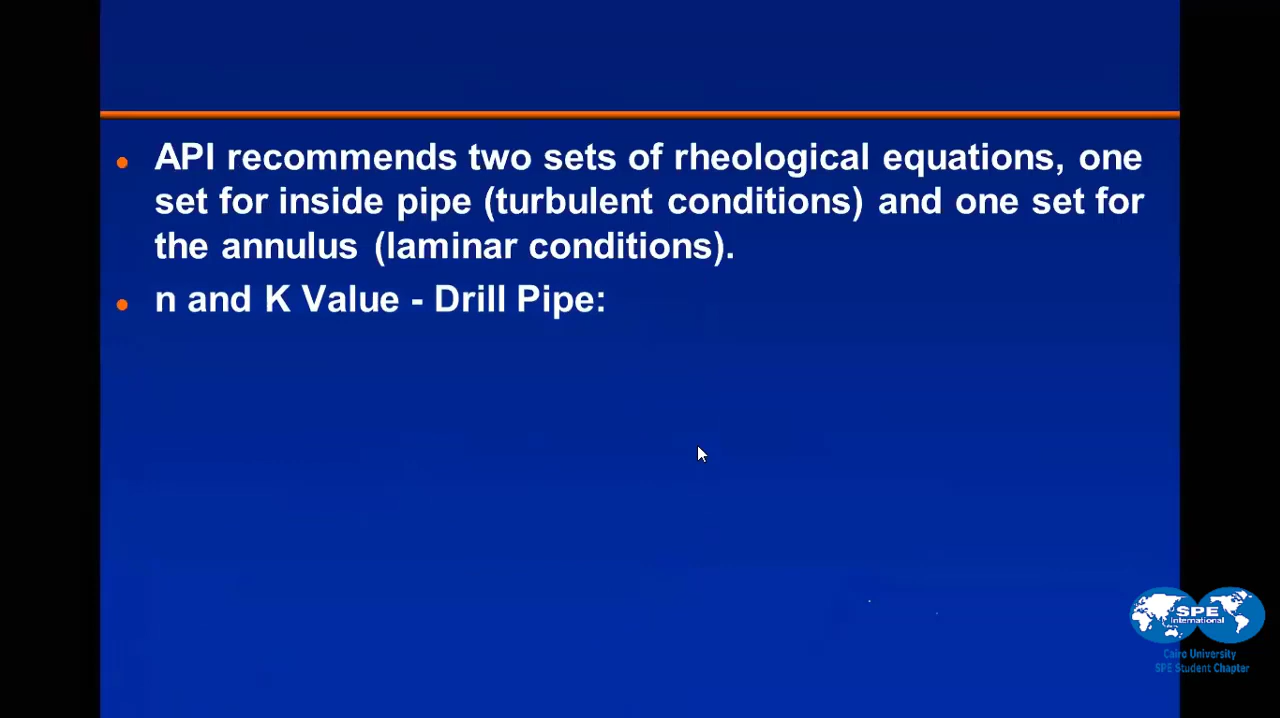 API recommends two sets of rheological equations, one
set for inside pipe (turbulent conditions) and one set for
the annulus (laminar conditions).
n and K Value - Drill Pipe:
SPE
International
Cairo University
SPE Student Chapter